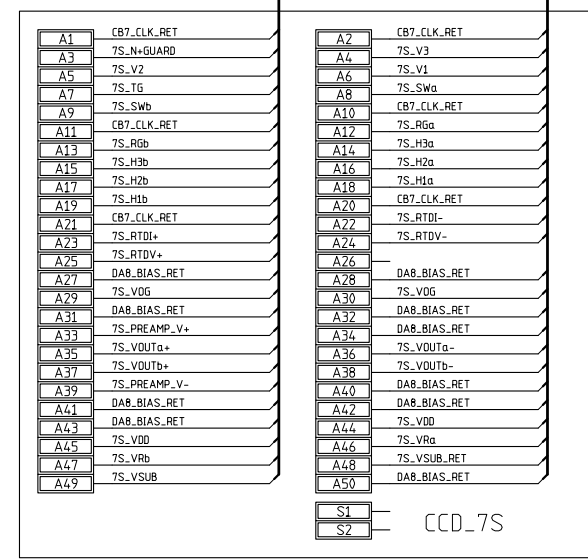 A1 CB7_CLK_RET A2 CB7_CLK_RET
A3 7S_N+GUARD A4 7S_V3
A5 7S_V2 A6 7S_V1
A7 7S_TG A8 7S_SWa
A9 7S_SWb A10 CB7_CLK_RET
A11 CB7_CLK_RET A12 7S_RGa
A13 7S_RGb A14 7S_H3a
A15 7S_H3b A16 7S_H2a
A17 7S_H2b A18 7S_H1a
A19 7S_H1b A20 CB7_CLK_RET
A21 CB7_CLK_RET A22 7S_RTDI-
A23 7S_RTDI+ A24 7S_RTDV-
A25 7S_RTDV+ A26
A27 DA8_BIAS_RET A28 DA8_BIAS_RET
A29 7S_VOG A30 7S_VOG
A31 DA8_BIAS_RET A32 DA8_BIAS_RET
A33 7S_PREAMP_V+ A34 DA8_BIAS_RET
A35 7S_VOUTa+ A36 7S_VOUTa-
A37 7S_VOUTb+ A38 7S_VOUTb-
A39 7S_PREAMP_V- A40 DA8_BIAS_RET
A41 DA8_BIAS_RET A42 DA8_BIAS_RET
A43 DA8_BIAS_RET A44 7S_VDD
A45 7S_VDD A46 7S_VRa
A47 7S_VRb A48 7S_VSUB_RET
A49 7S_VSUB A50 DA8_BIAS_RET
S1
S2 CCD_7S